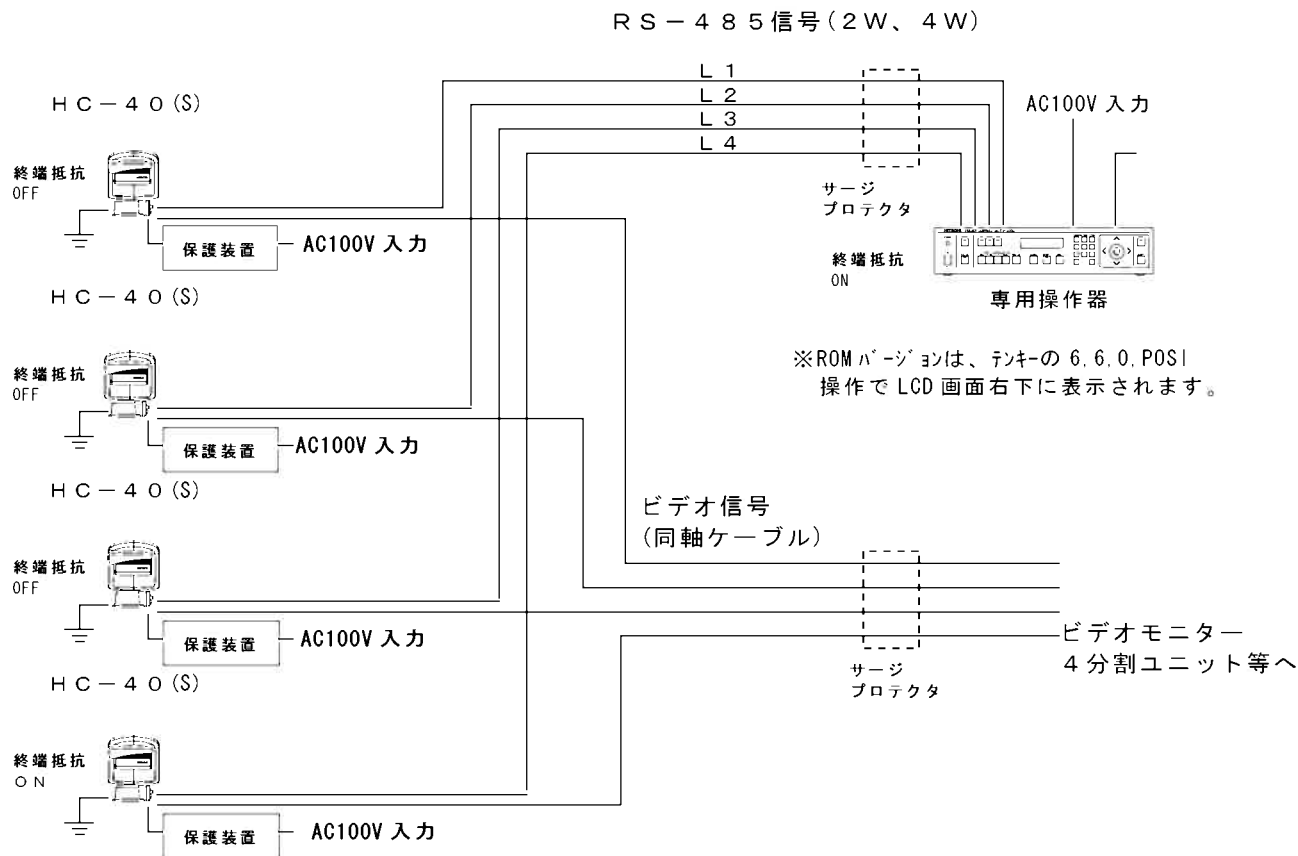 ＲＳ－４８５信号(２Ｗ、４Ｗ)
Ｌ１
Ｌ２
Ｌ３
Ｌ４
ＨＣ－４０(S)
AC100V 入力
終端抵抗
OFF
サージ
プロテクタ
保護装置
AC100V 入力
終端抵抗
ON
専用操作器
ＨＣ－４０(S)
※ROM ﾊﾞｰｼﾞｮﾝは、ﾃﾝｷｰの 6,6,0,POSI
操作で LCD 画面右下に表示されます。
終端抵抗
OFF
保護装置
AC100V 入力
ＨＣ－４０(S)
ビデオ信号
(同軸ケーブル)
終端抵抗
OFF
保護装置
AC100V 入力
ビデオモニター
４分割ユニット等へ
サージ
プロテクタ
ＨＣ－４０(S)
終端抵抗
ＯＮ
保護装置
AC100V 入力